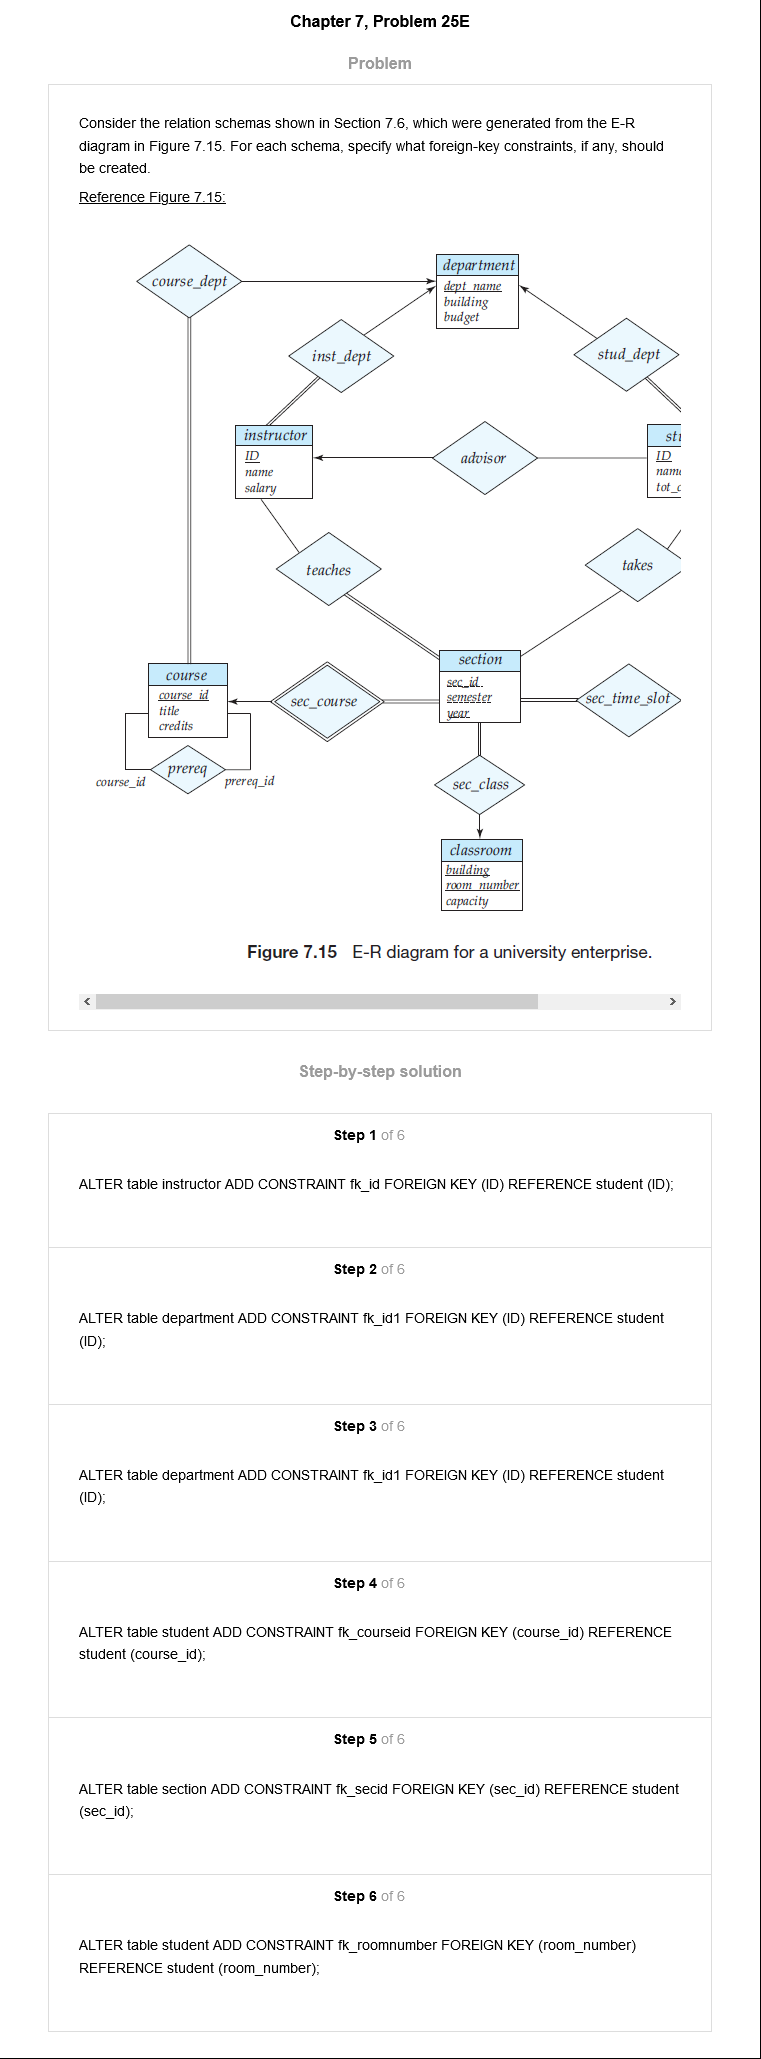 Chapter 7, Problem 25E
Problem
Consider the relation schemas shown in Section 7.6, which were generated from the E-R
diagram in Figure 7.15. For each schema, specify what foreign-key constraints, if any, should
be created.
Reference Figure 7.15:
course_dept
department
dept_name
building
budget
inst_dept
stud_dept
instructor
ID
name
salary
advisor
stu
ID
name
tot_c
teaches
takes
course
course_id
title
credits
sec_course
section
sec_id
semester
year
sec_time_slot
prereq
course_id
prereq_id
sec_class
classroom
building
room_number
capacity
Figure 7.15 E-R diagram for a university enterprise.
Step-by-step solution
Step 1 of 6
ALTER table instructor ADD CONSTRAINT fk_id FOREIGN KEY (ID) REFERENCE student (ID);
Step 2 of 6
ALTER table department ADD CONSTRAINT fk_id1 FOREIGN KEY (ID) REFERENCE student
(ID);
Step 3 of 6
ALTER table department ADD CONSTRAINT fk_id1 FOREIGN KEY (ID) REFERENCE student
(ID);
Step 4 of 6
ALTER table student ADD CONSTRAINT fk_courseid FOREIGN KEY (course_id) REFERENCE
student (course_id);
Step 5 of 6
ALTER table section ADD CONSTRAINT fk_secid FOREIGN KEY (sec_id) REFERENCE student
(sec_id);
Step 6 of 6
ALTER table student ADD CONSTRAINT fk_roomnumber FOREIGN KEY (room_number)
REFERENCE student (room_number);